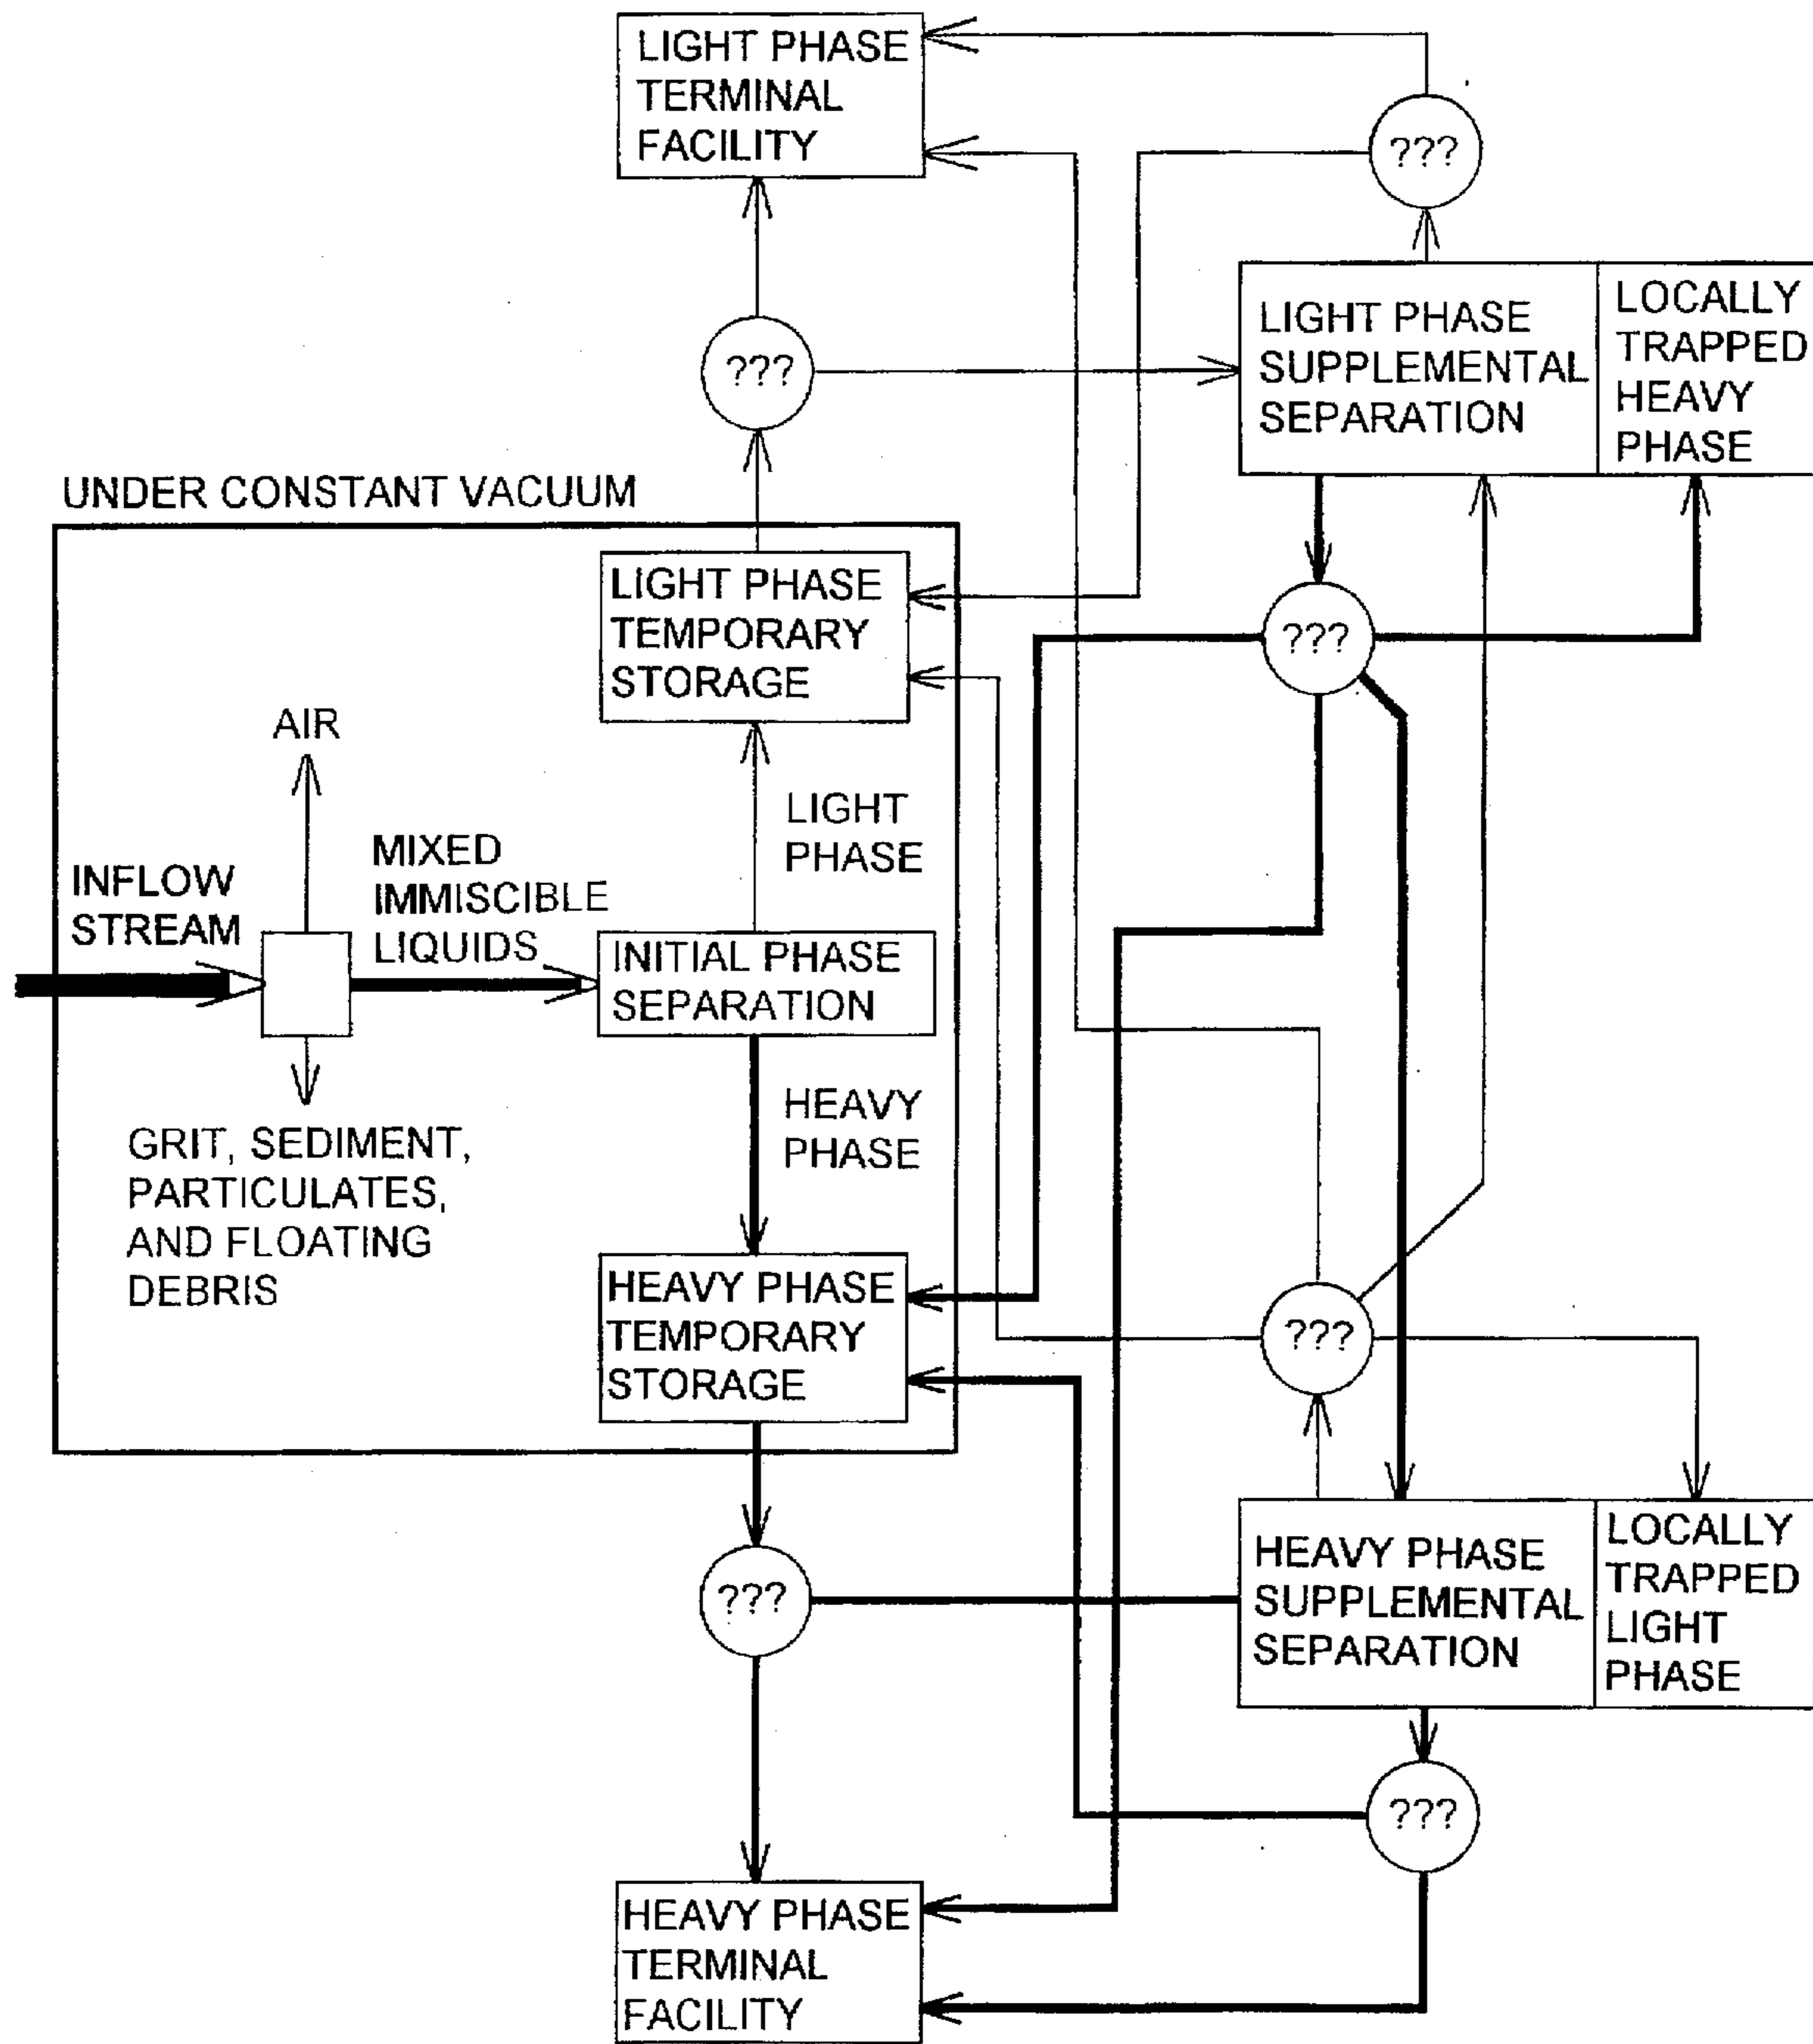 LIGHT PHASE
TERMINAL
FACILITY
???
LIGHT PHASE
SUPPLEMENTAL
SEPARATION
LOCALLY
TRAPPED
HEAVY
PHASE
???
UNDER CONSTANT VACUUM
LIGHT PHASE
TEMPORARY
STORAGE
???
AIR
LIGHT
PHASE
INFLOW
STREAM
MIXED
IMMISCIBLE
LIQUIDS
INITIAL PHASE
SEPARATION
HEAVY
PHASE
GRIT, SEDIMENT,
PARTICULATES,
AND FLOATING
DEBRIS
HEAVY PHASE
TEMPORARY
STORAGE
???
HEAVY PHASE
SUPPLEMENTAL
SEPARATION
LOCALLY
TRAPPED
LIGHT
PHASE
???
???
HEAVY PHASE
TERMINAL
FACILITY